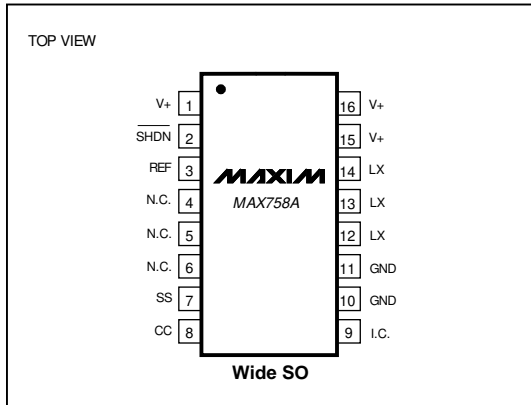 TOP VIEW
V+ 1
SHDN 2
REF 3
N.C. 4
N.C. 5
N.C. 6
SS 7
CC 8
MAXIM
MAX758A
16 V+
15 V+
14 LX
13 LX
12 LX
11 GND
10 GND
9 I.C.
Wide SO